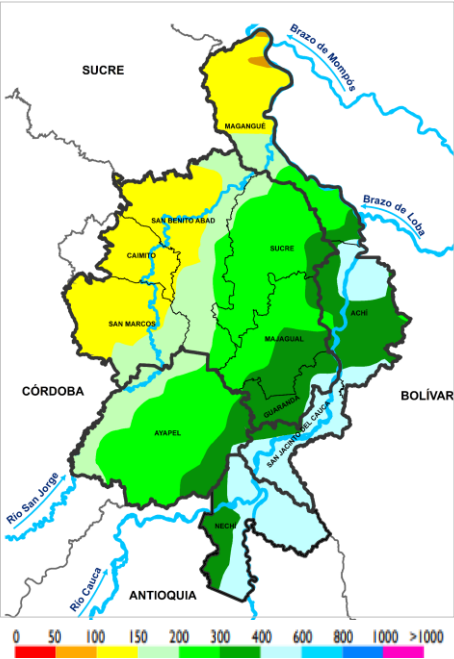 Brazo de Mompós
SUCRE
MAGANGUÉ
Brazo de Loba
SAN BENITO ABAD
SUCRE
CAIMITO
ACHÍ
SAN MARCOS
MAJAGUAL
CÓRDOBA
BOLÍVAR
GUARANDA
SAN JACINTO DEL CAUCA
AYAPEL
Río San Jorge
NECHÍ
Río Cauca
ANTIOQUIA
0 50 100 150 200 300 400 600 800 1000 >1000